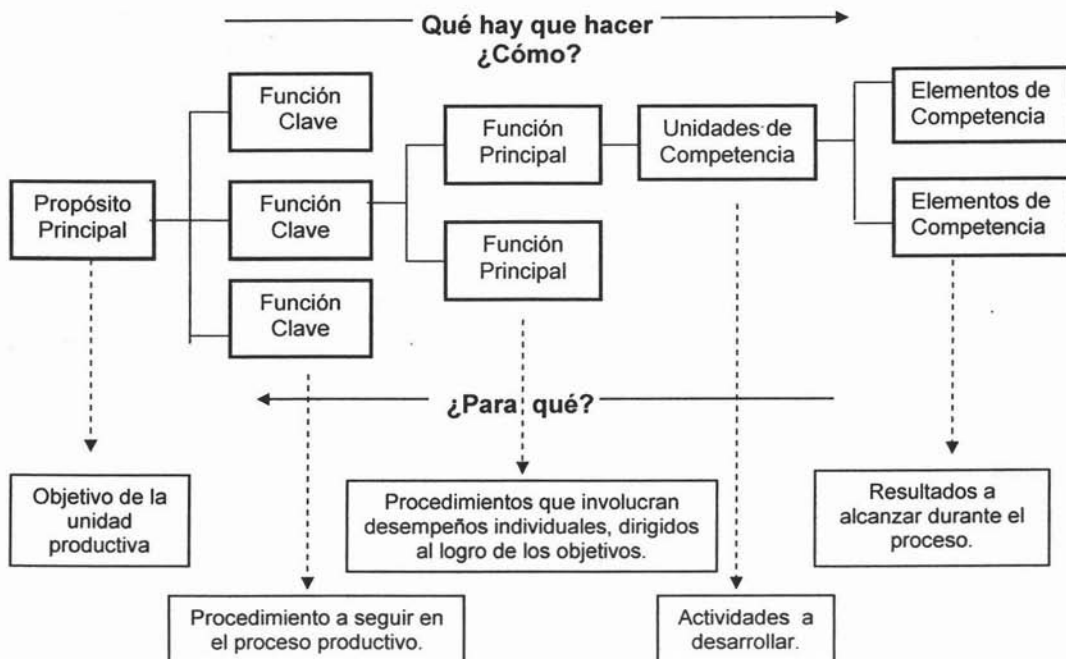 Qué hay que hacer
¿Cómo?
Función
Clave
Función
Principal
Unidades de
Competencia
Elementos de
Competencia
Propósito
Principal
Función
Clave
Función
Principal
Elementos de
Competencia
Función
Clave
¿Para qué?
Objetivo de la
unidad
productiva
Procedimientos que involucran
desempeños individuales, dirigidos
al logro de los objetivos.
Resultados a
alcanzar durante el
proceso.
Procedimiento a seguir en
el proceso productivo.
Actividades a
desarrollar.